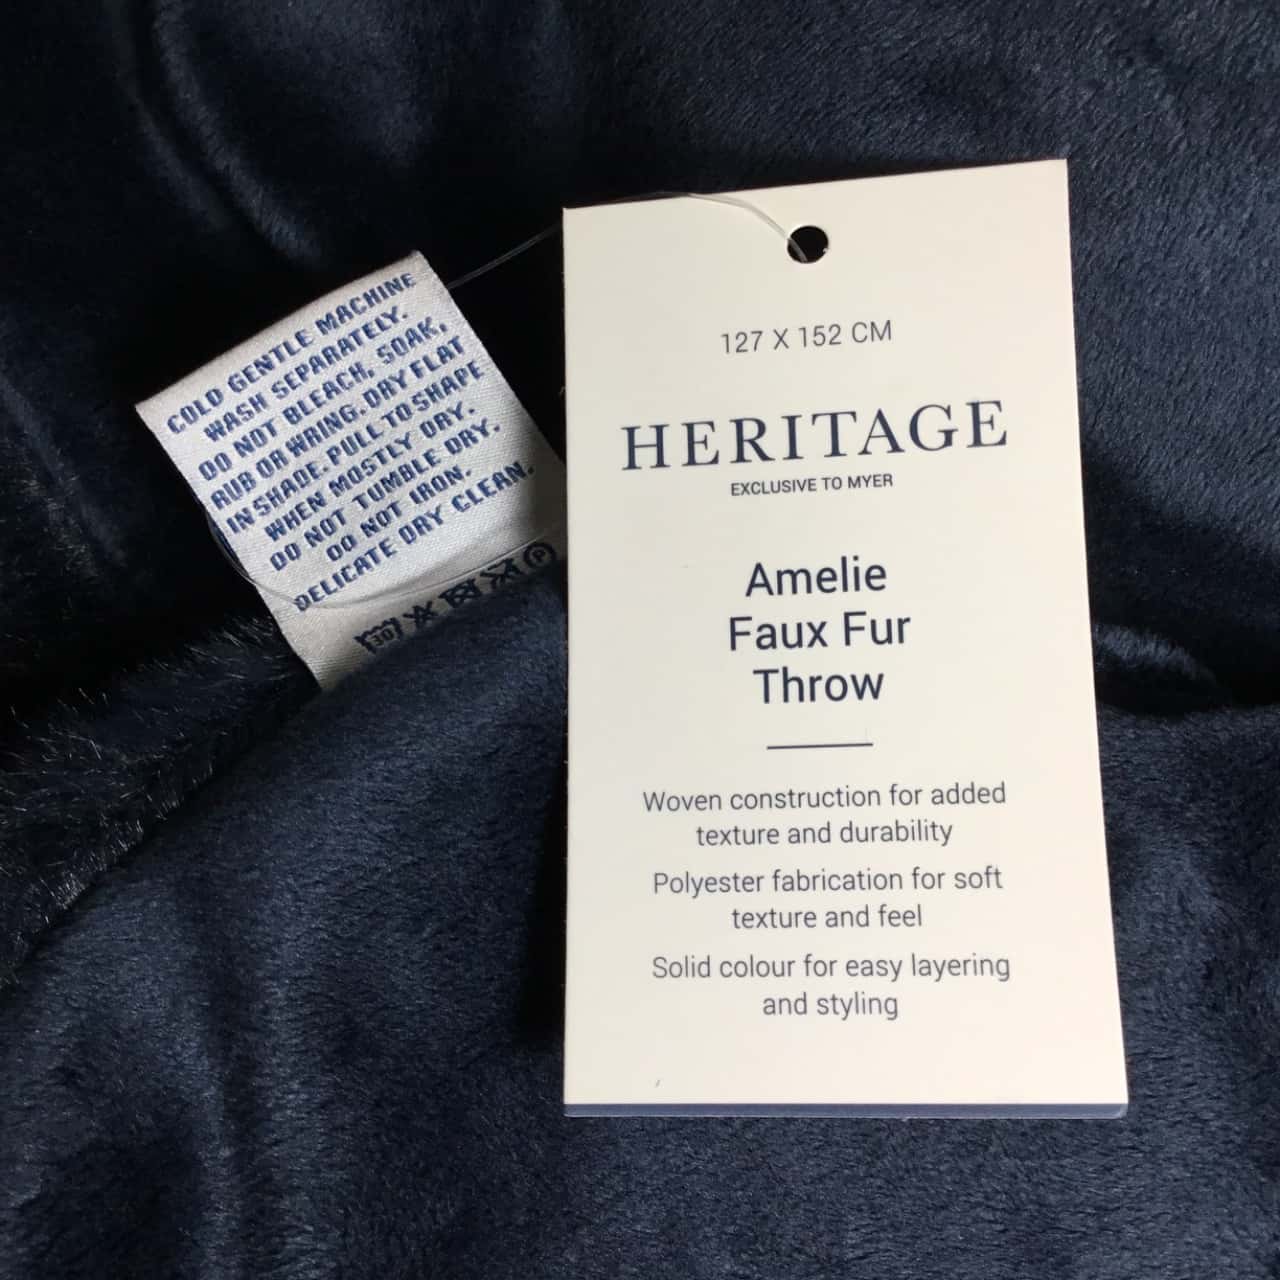 COLD GENTLE MACHINE
WASH SEPARATELY.
DO NOT BLEACH, SOAK,
RUB OR WRING. DRY FLAT
IN SHADE. PULL TO SHAPE
WHEN MOSTLY DRY.
DO NOT TUMBLE DRY.
DO NOT IRON.
DELICATE DRY CLEAN.
30 P
127 X 152 CM
HERITAGE
EXCLUSIVE TO MYER
Amelie
Faux Fur
Throw
Woven construction for added
texture and durability
Polyester fabrication for soft
texture and feel
Solid colour for easy layering
and styling